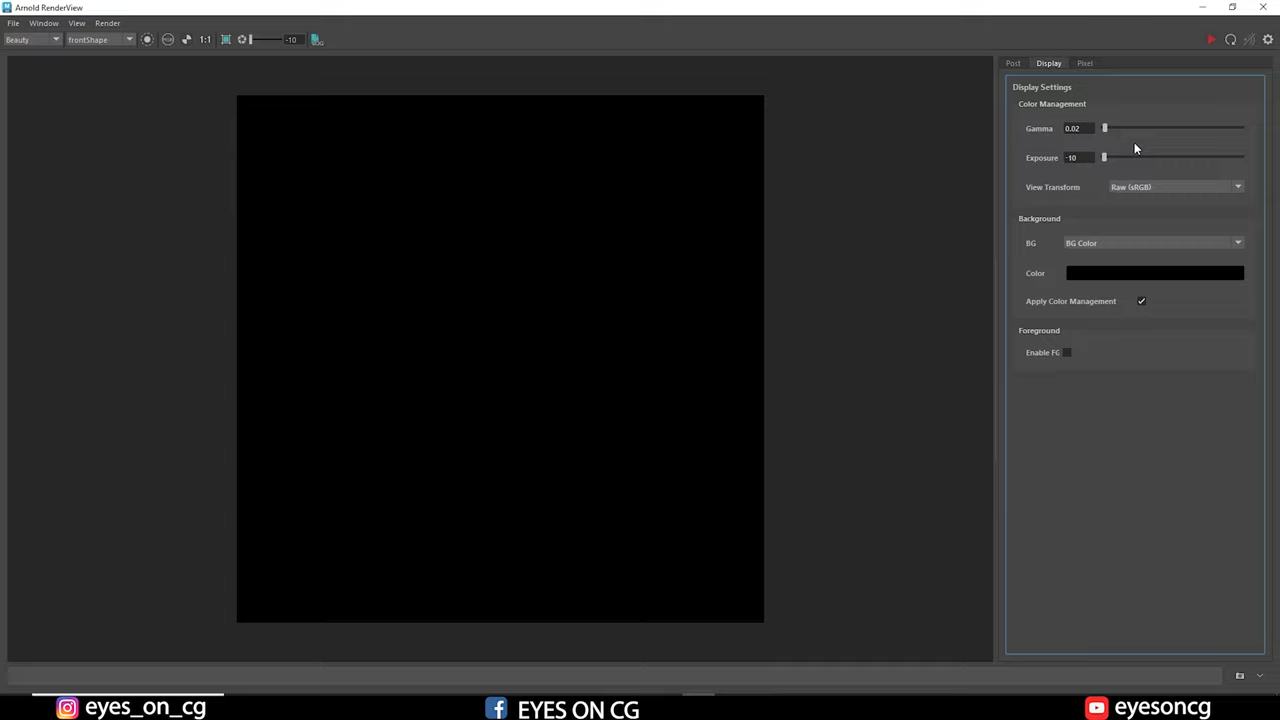 Arnold RenderView
File Window View Render
Beauty frontShape 1:1 -10
Post Display Pixel
Display Settings
Color Management
Gamma 0.02
Exposure -10
View Transform Raw (sRGB)
Background
BG BG Color
Color
Apply Color Management
Foreground
Enable FG
eyes_on_cg EYES ON CG eyesoncg